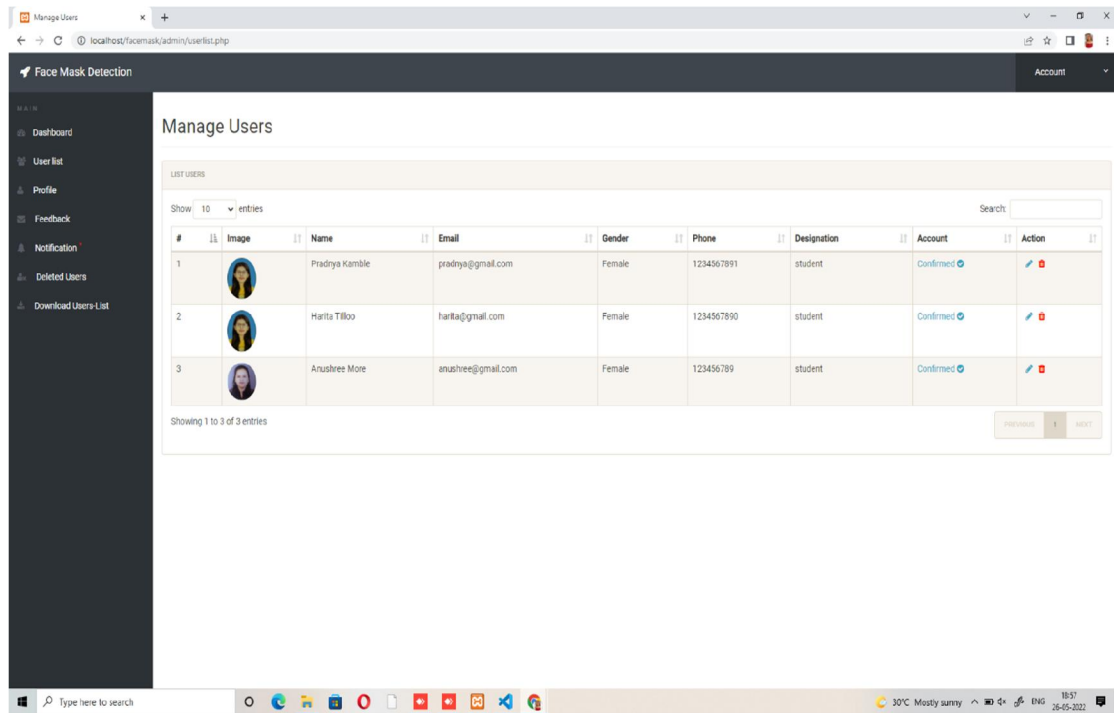 Manage Users
localhost/facemask/admin/userlist.php
Face Mask Detection
Account
MAIN
Dashboard
User list
Profile
Feedback
Notification
Deleted Users
Download Users-List
Manage Users
LIST USERS
Show 10 entries
Search:
# Image Name Email Gender Phone Designation Account Action
1 Pradnya Kamble pradnya@gmail.com Female 1234567891 student Confirmed
2 Harita Tilloo harita@gmail.com Female 1234567890 student Confirmed
3 Anushree More anushree@gmail.com Female 123456789 student Confirmed
Showing 1 to 3 of 3 entries
PREVIOUS 1 NEXT
Type here to search
30°C Mostly sunny
ENG
18:57
26-05-2022